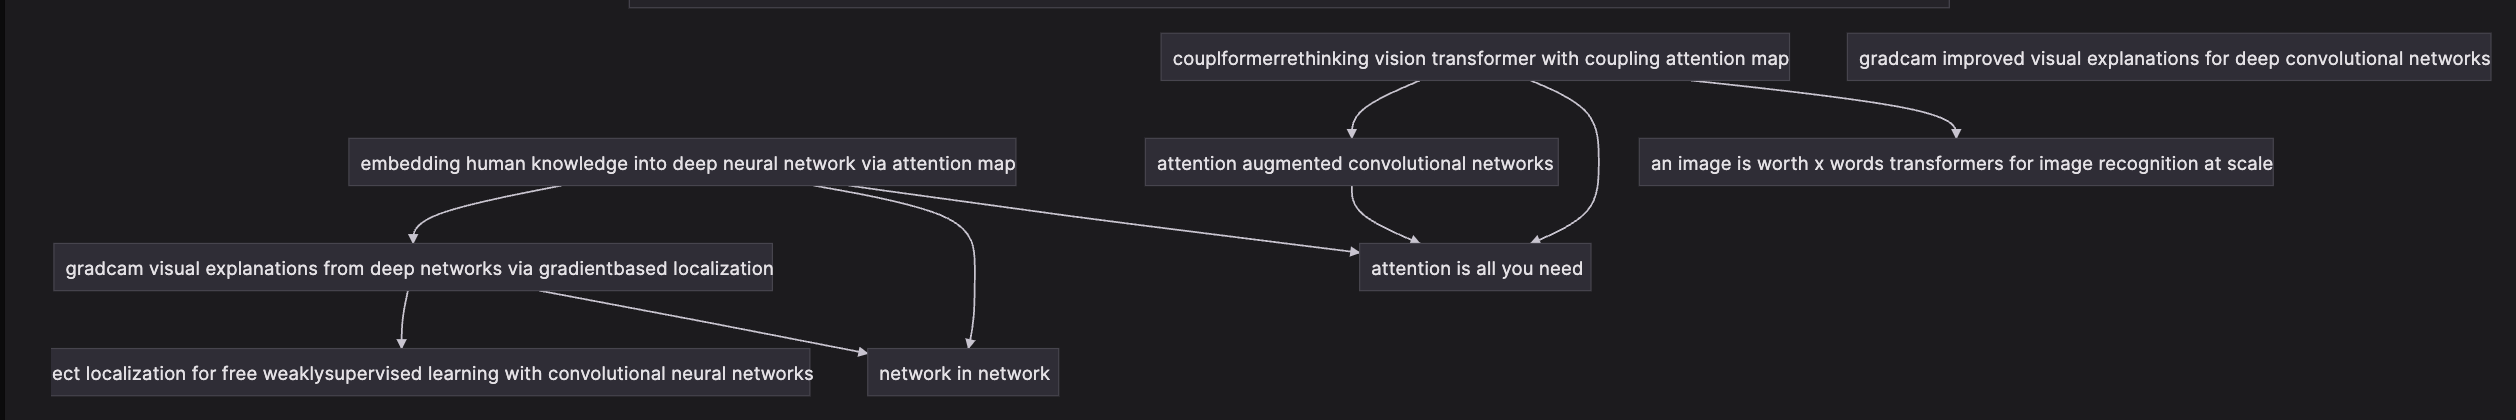 couplformerrethinking vision transformer with coupling attention map
gradcam improved visual explanations for deep convolutional networks
embedding human knowledge into deep neural network via attention map
attention augmented convolutional networks
an image is worth x words transformers for image recognition at scale
gradcam visual explanations from deep networks via gradientbased localization
attention is all you need
ect localization for free weaklysupervised learning with convolutional neural networks
network in network